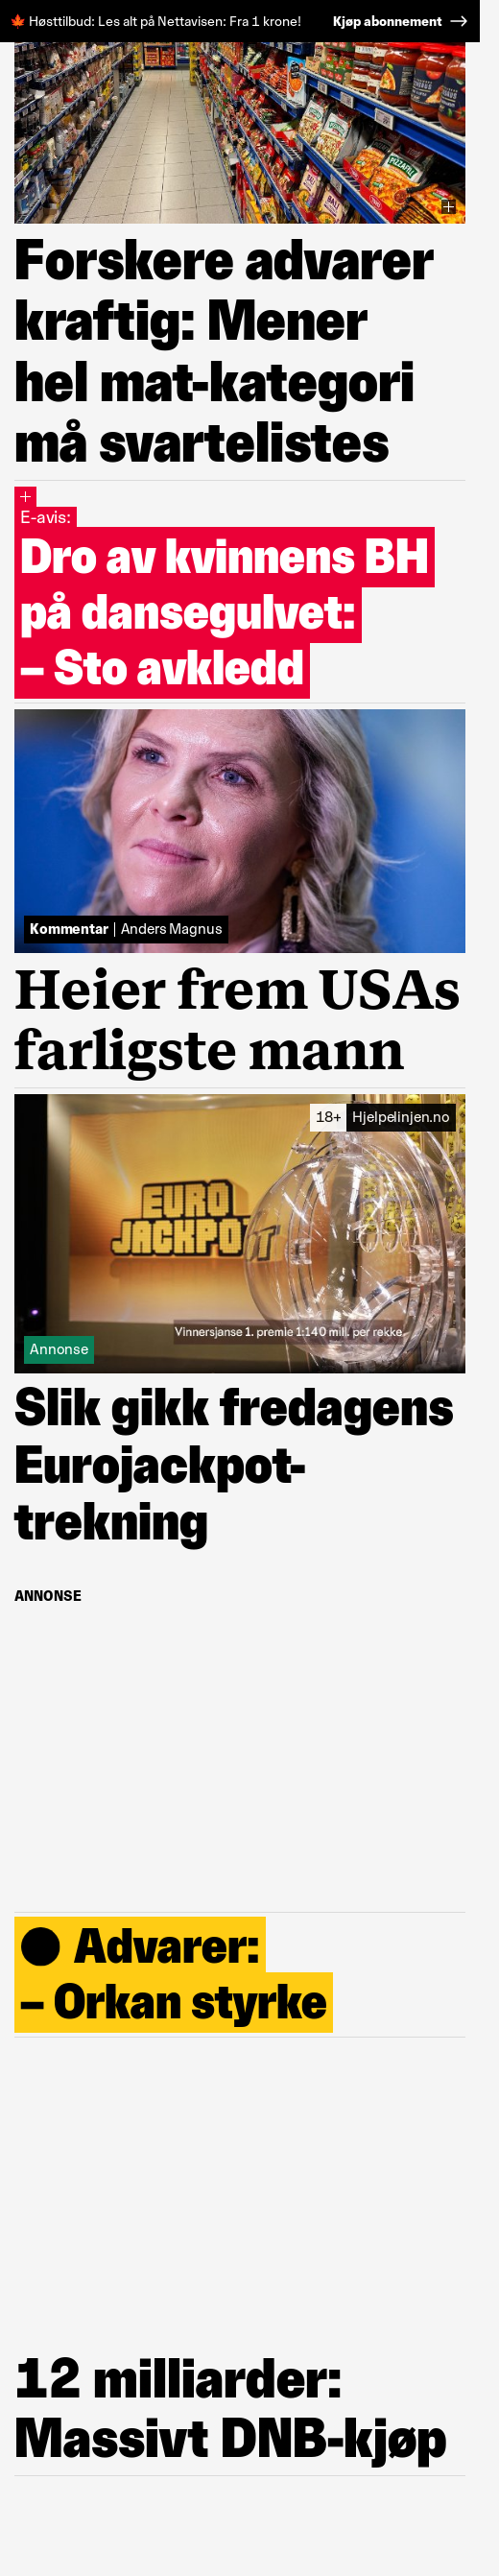 🍁 Høsttilbud: Les alt på Nettavisen: Fra 1 krone! Kjøp abonnement →
Forskere advarer
kraftig: Mener
hel mat-kategori
må svartelistes
E-avis:
Dro av kvinnens BH
på dansegulvet:
– Sto avkledd
Kommentar | Anders Magnus
Heier frem USAs
farligste mann
18+ Hjelpelinjen.no
EURO
JACKPOT
Vinnersjanse 1. premie 1:140 mill. per rekke.
Annonse
Slik gikk fredagens
Eurojackpot-
trekning
ANNONSE
● Advarer:
– Orkan styrke
12 milliarder:
Massivt DNB-kjøp